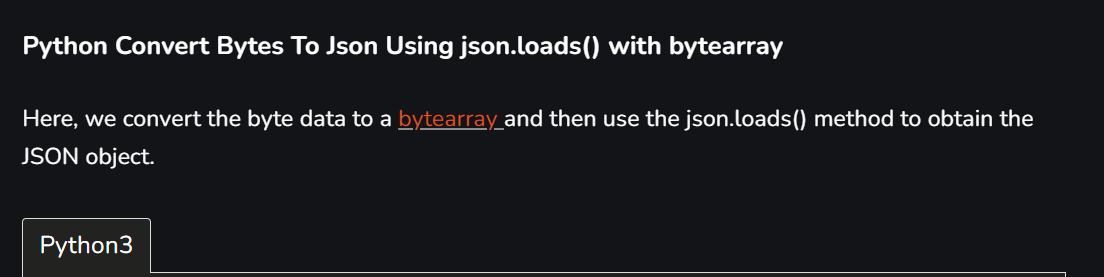 Python Convert Bytes To Json Using json.loads() with bytearray
Here, we convert the byte data to a bytearray and then use the json.loads() method to obtain the
JSON object.
Python3